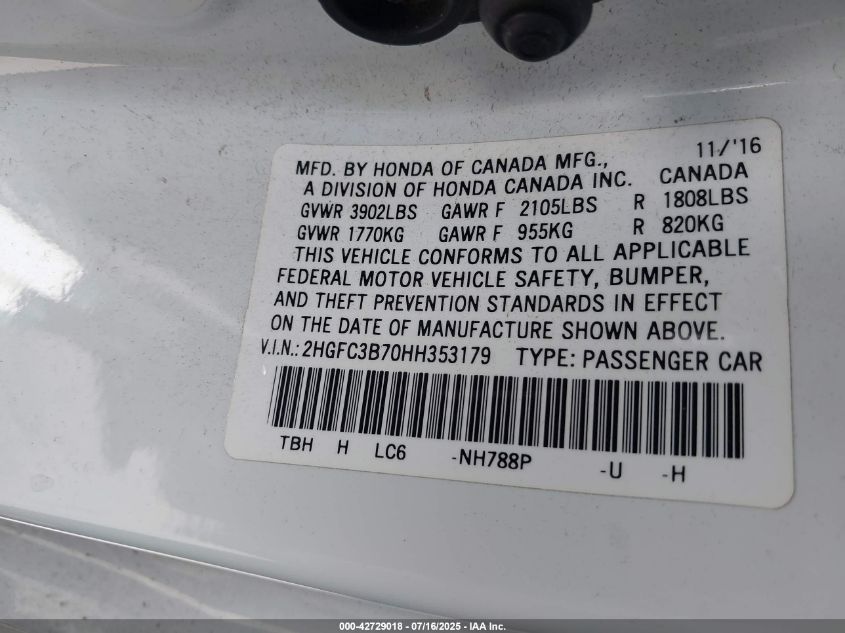 11/'16
MFD. BY HONDA OF CANADA MFG.,
A DIVISION OF HONDA CANADA INC. CANADA
GVWR 3902LBS GAWR F 2105LBS R 1808LBS
GVWR 1770KG GAWR F 955KG R 820KG
THIS VEHICLE CONFORMS TO ALL APPLICABLE
FEDERAL MOTOR VEHICLE SAFETY, BUMPER,
AND THEFT PREVENTION STANDARDS IN EFFECT
ON THE DATE OF MANUFACTURE SHOWN ABOVE.
V.I.N.: 2HGFC3B70HH353179 TYPE: PASSENGER CAR
TBH H LC6 -NH788P -U -H
000-42729018 - 07/16/2025 - IAA Inc.